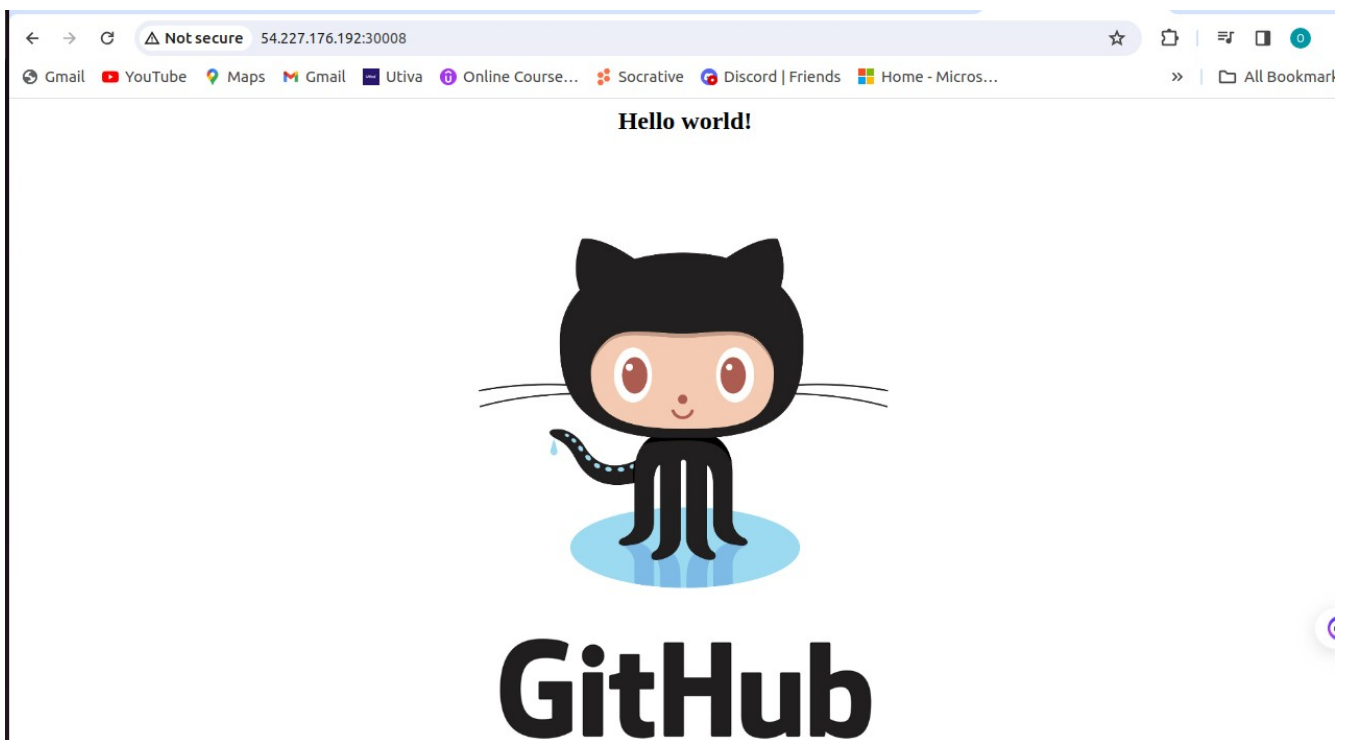 Not secure 54.227.176.192:30008 O
Gmail YouTube Maps Gmail Utiva Online Course... Socrative Discord | Friends Home - Micros... » All Bookmark
Hello world!
GitHub